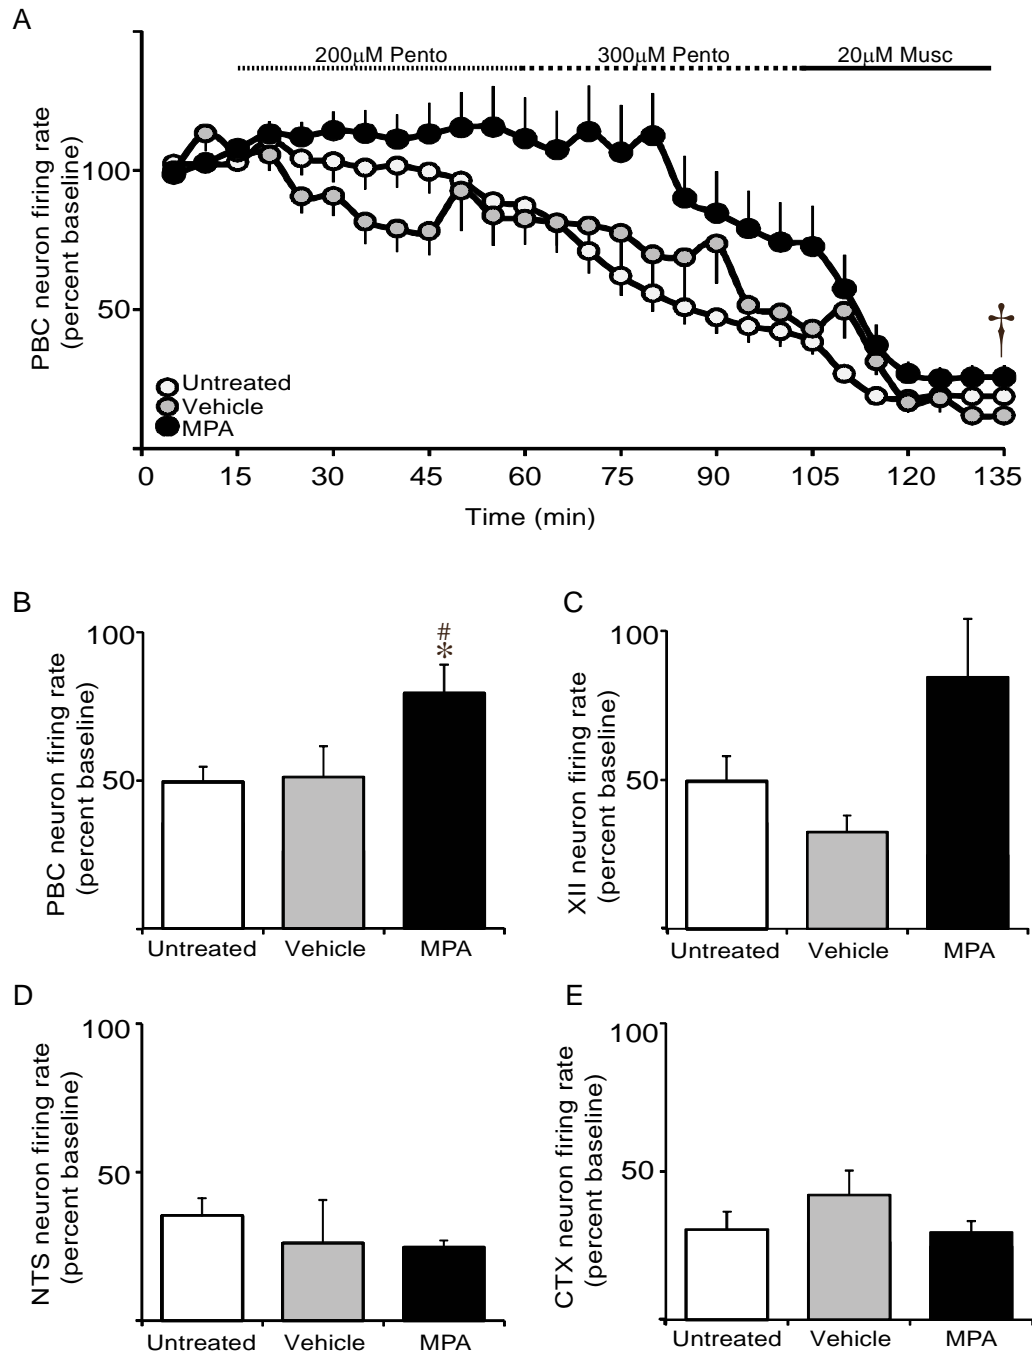 A
200μM Pento
300μM Pento
20μM Musc
PBC neuron firing rate
(percent baseline)
100
50
†
Untreated
Vehicle
MPA
0
15
30
45
60
75
90
105
120
135
Time (min)
B
PBC neuron firing rate
(percent baseline)
100
50
#
*
Untreated
Vehicle
MPA
C
XII neuron firing rate
(percent baseline)
100
50
Untreated
Vehicle
MPA
D
NTS neuron firing rate
(percent baseline)
100
50
Untreated
Vehicle
MPA
E
CTX neuron firing rate
(percent baseline)
100
50
Untreated
Vehicle
MPA